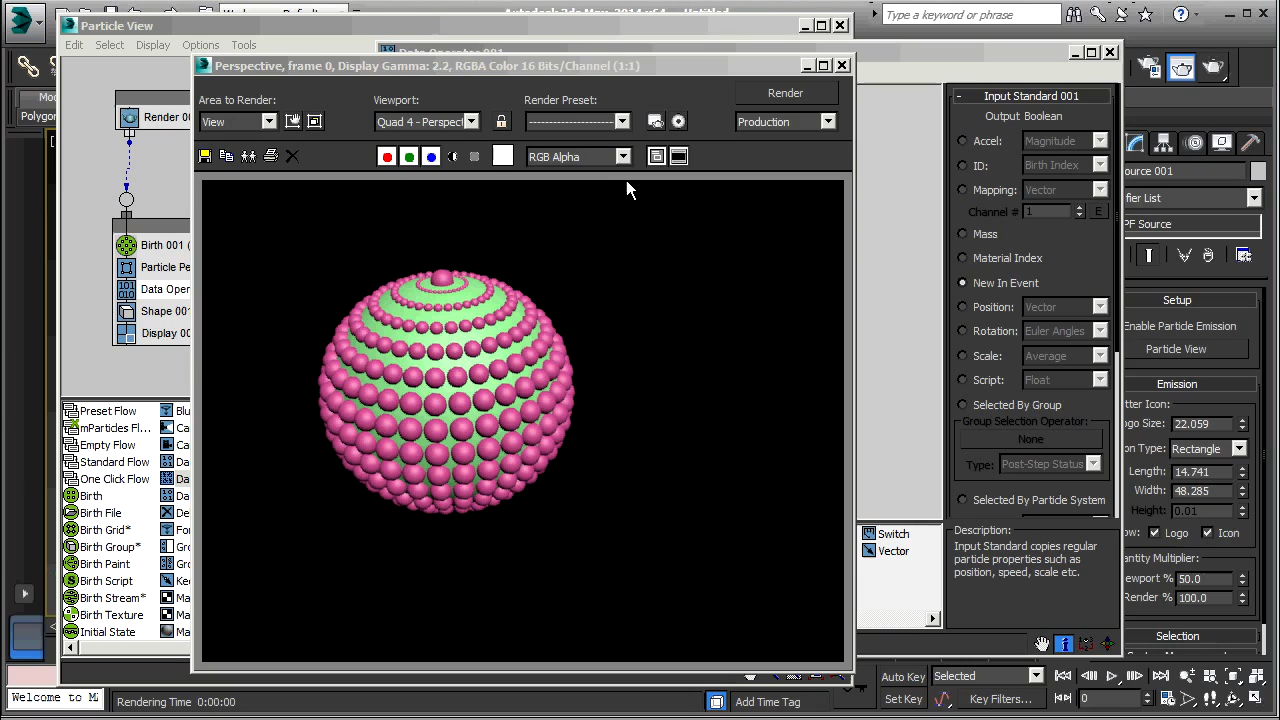 Type a keyword or phrase
Particle View
Edit Select Display Options Tools
Perspective, frame 0, Display Gamma: 2.2, RGBA Color 16 Bits/Channel (1:1)
Area to Render:
View
Viewport:
Quad 4 - Perspect
Render Preset:
Render
Production
RGB Alpha
Render 00
Birth 001 (
Particle Pe
Data Oper
Shape 001
Display 00
Preset Flow
mParticles Fl...
Empty Flow
Standard Flow
One Click Flow
Birth
Birth File
Birth Grid*
Birth Group*
Birth Paint
Birth Script
Birth Stream*
Birth Texture
Initial State
Input Standard 001
Output Boolean
Accel: Magnitude
ID: Birth Index
Mapping: Vector
Channel # 1 E
Mass
Material Index
New In Event
Position: Vector
Rotation: Euler Angles
Scale: Average
Script: Float
Selected By Group
Group Selection Operator:
None
Type: Post-Step Status
Selected By Particle System
Description:
Input Standard copies regular
particle properties such as
position, speed, scale etc.
Switch
Vector
ource 001
fier List
PF Source
Setup
Enable Particle Emission
Particle View
Emission
tter Icon:
ogo Size: 22.059
on Type: Rectangle
Length: 14.741
Width: 48.285
Height: 0.01
ow: Logo Icon
antity Multiplier:
ewport % 50.0
Render % 100.0
Selection
Auto Key Selected
Set Key Key Filters...
0
Welcome to M
Rendering Time 0:00:00
Add Time Tag